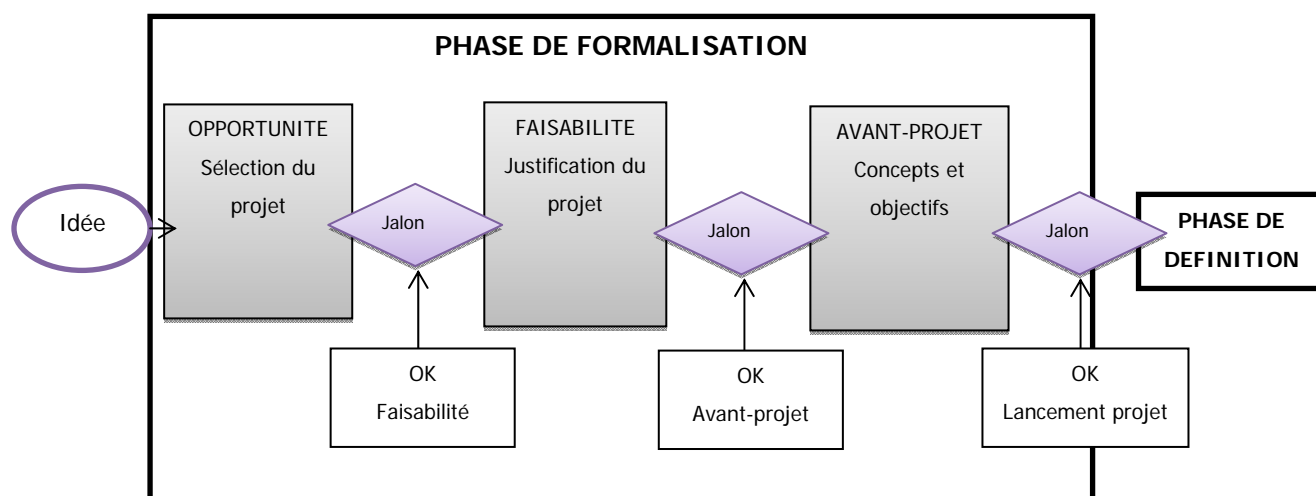 PHASE DE FORMALISATION
Idée
OPPORTUNITE
Sélection du
projet
Jalon
OK
Faisabilité
FAISABILITE
Justification du
projet
Jalon
OK
Avant-projet
AVANT-PROJET
Concepts et
objectifs
Jalon
OK
Lancement projet
PHASE DE
DEFINITION